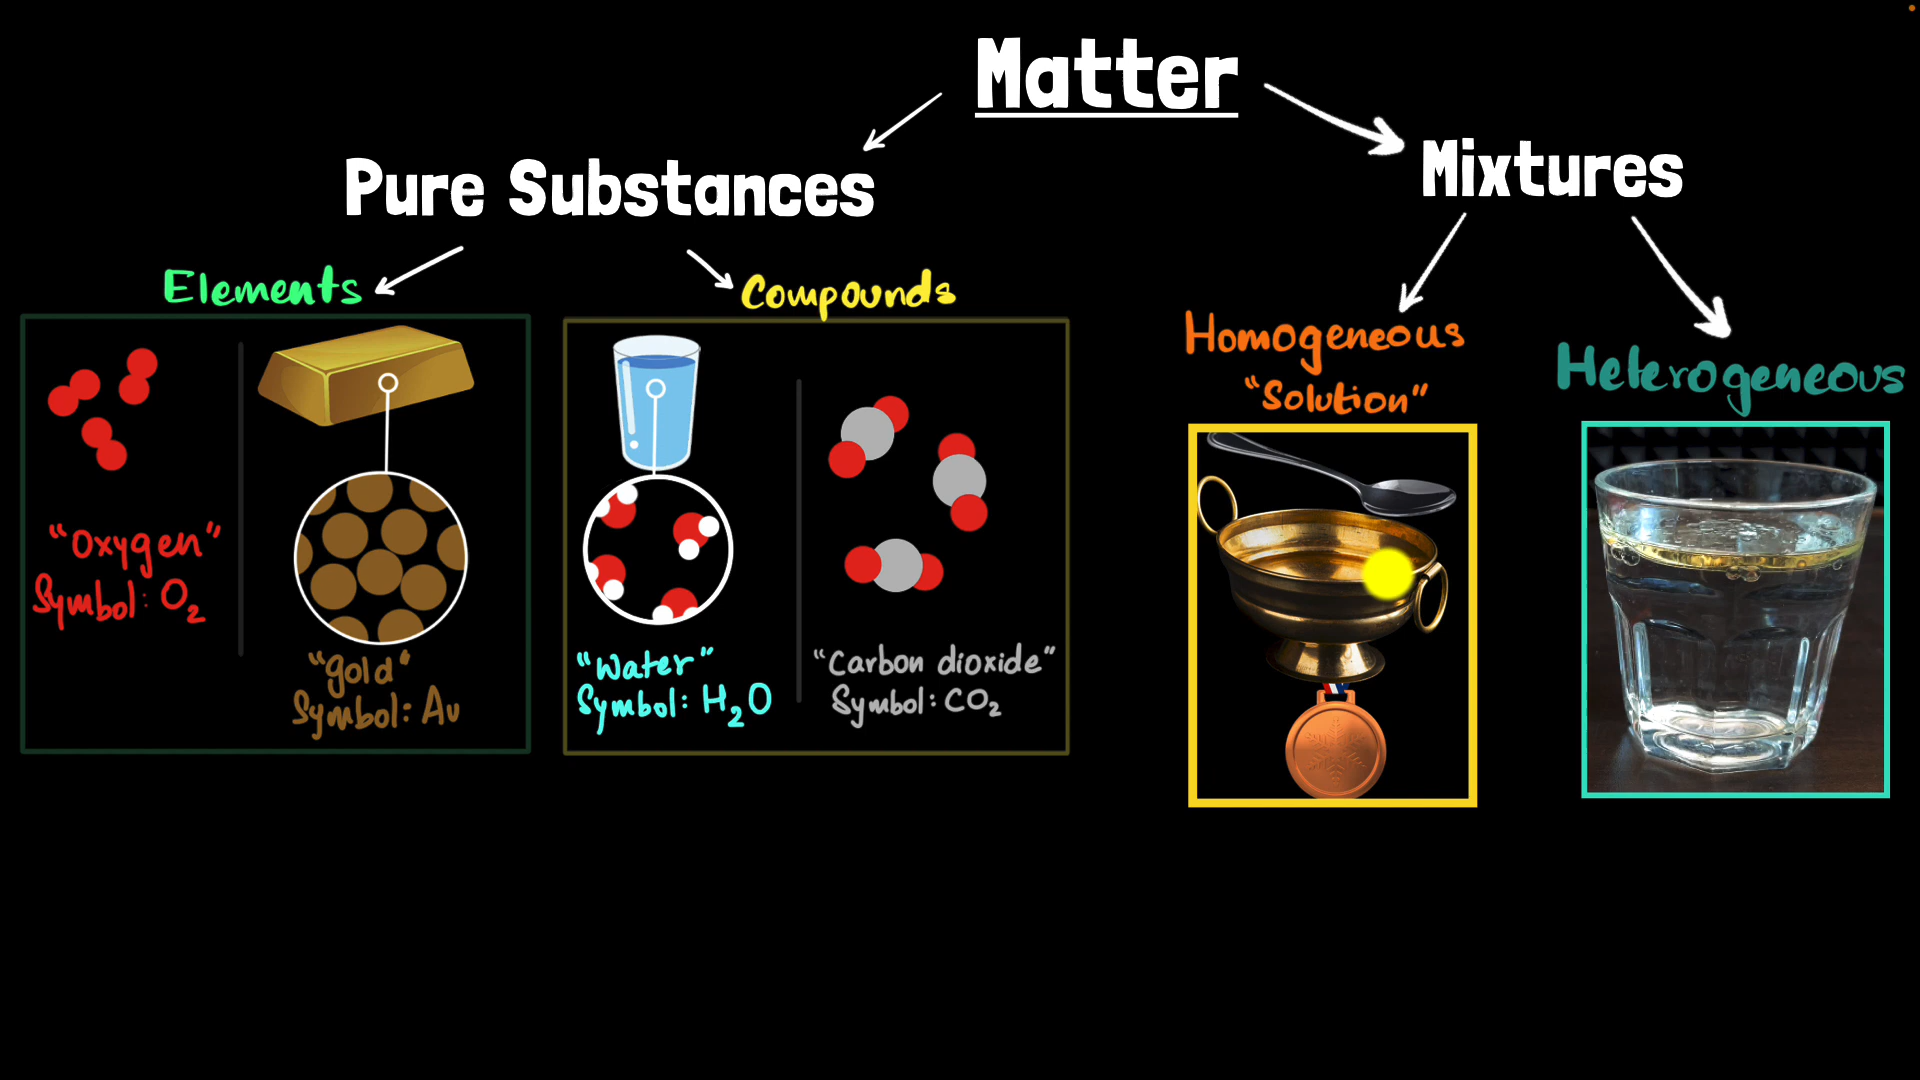 Matter
Pure Substances
Mixtures
Elements
Compounds
Homogeneous
"Solution"
Heterogeneous
"Oxygen"
Symbol: O₂
"gold"
Symbol: Au
"Water"
Symbol: H₂O
"Carbon dioxide"
Symbol: CO₂